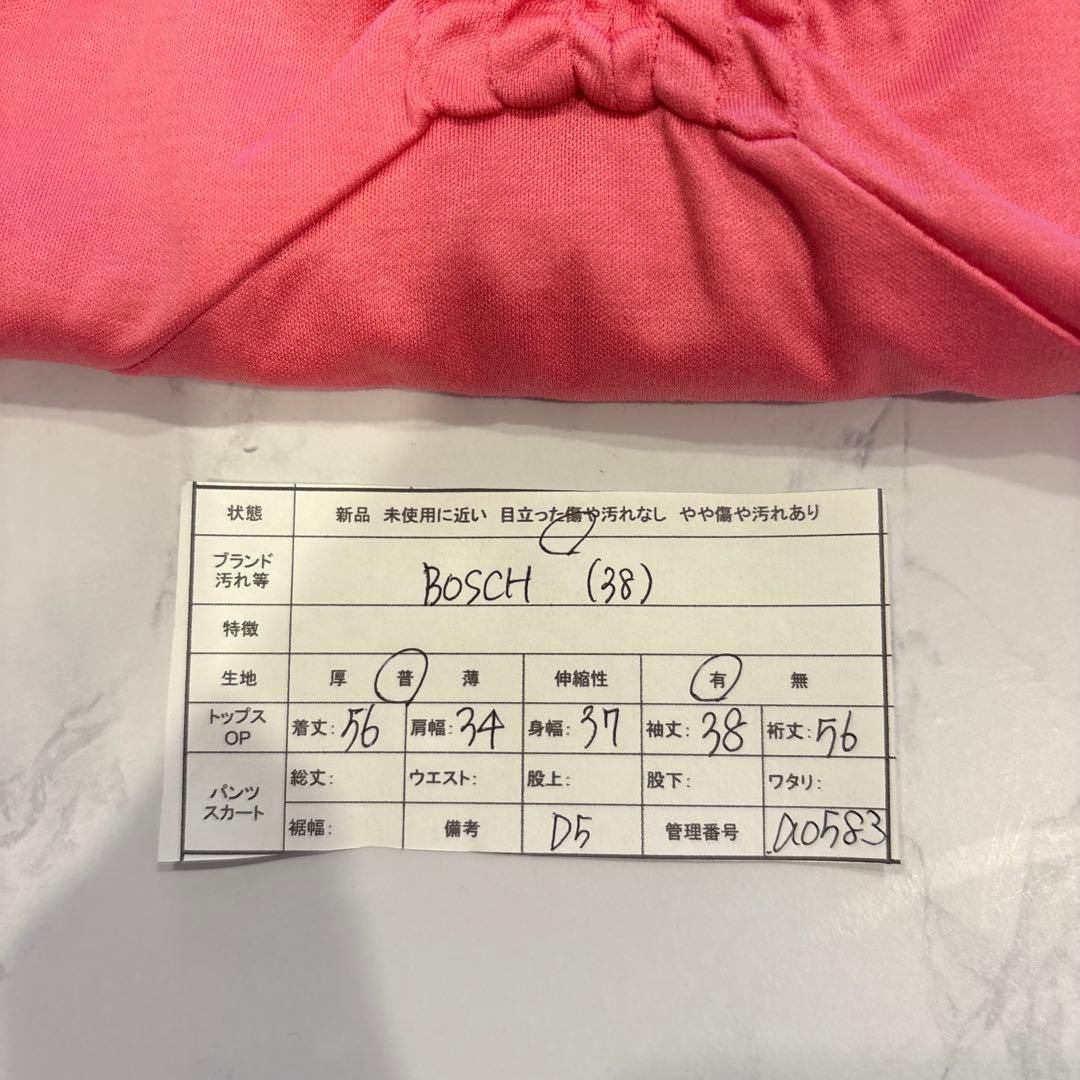 状態 新品 未使用に近い 目立った傷や汚れなし やや傷や汚れあり
ブランド
汚れ等
BOSCH (38)
特徴
生地 厚 普 薄 伸縮性 有 無
トップス
OP
着丈:56 肩幅:34 身幅:37 袖丈:38 裄丈:56
パンツ
スカート
総丈: ウエスト: 股上: 股下: ワタリ:
裾幅: 備考 D5 管理番号 a0583